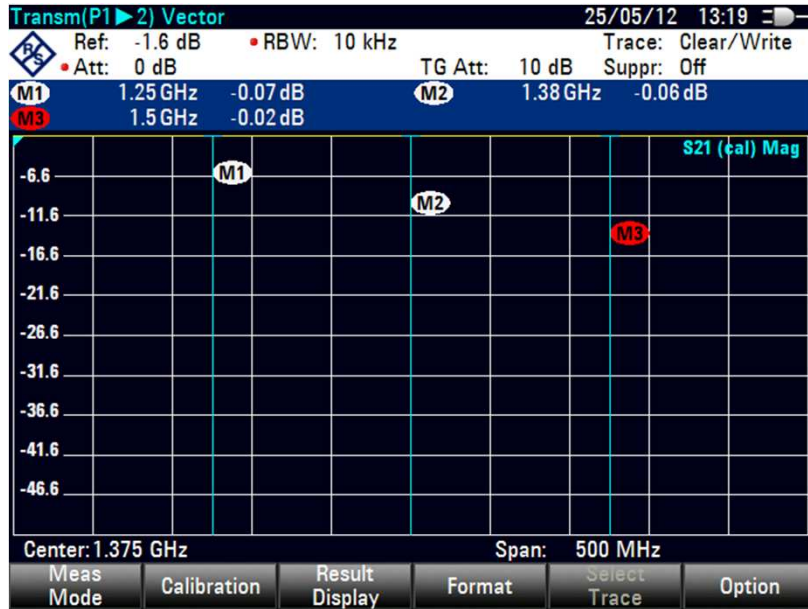 Transm(P1▶2) Vector 25/05/12 13:19
Ref: -1.6 dB • RBW: 10 kHz Trace: Clear/Write
• Att: 0 dB TG Att: 10 dB Suppr: Off
M1 1.25 GHz -0.07 dB M2 1.38 GHz -0.06 dB
M3 1.5 GHz -0.02 dB
S21 (cal) Mag
-6.6
M1
M2
-11.6
M3
-16.6
-21.6
-26.6
-31.6
-36.6
-41.6
-46.6
Center: 1.375 GHz Span: 500 MHz
Meas Mode
Calibration
Result Display
Format
Select Trace
Option